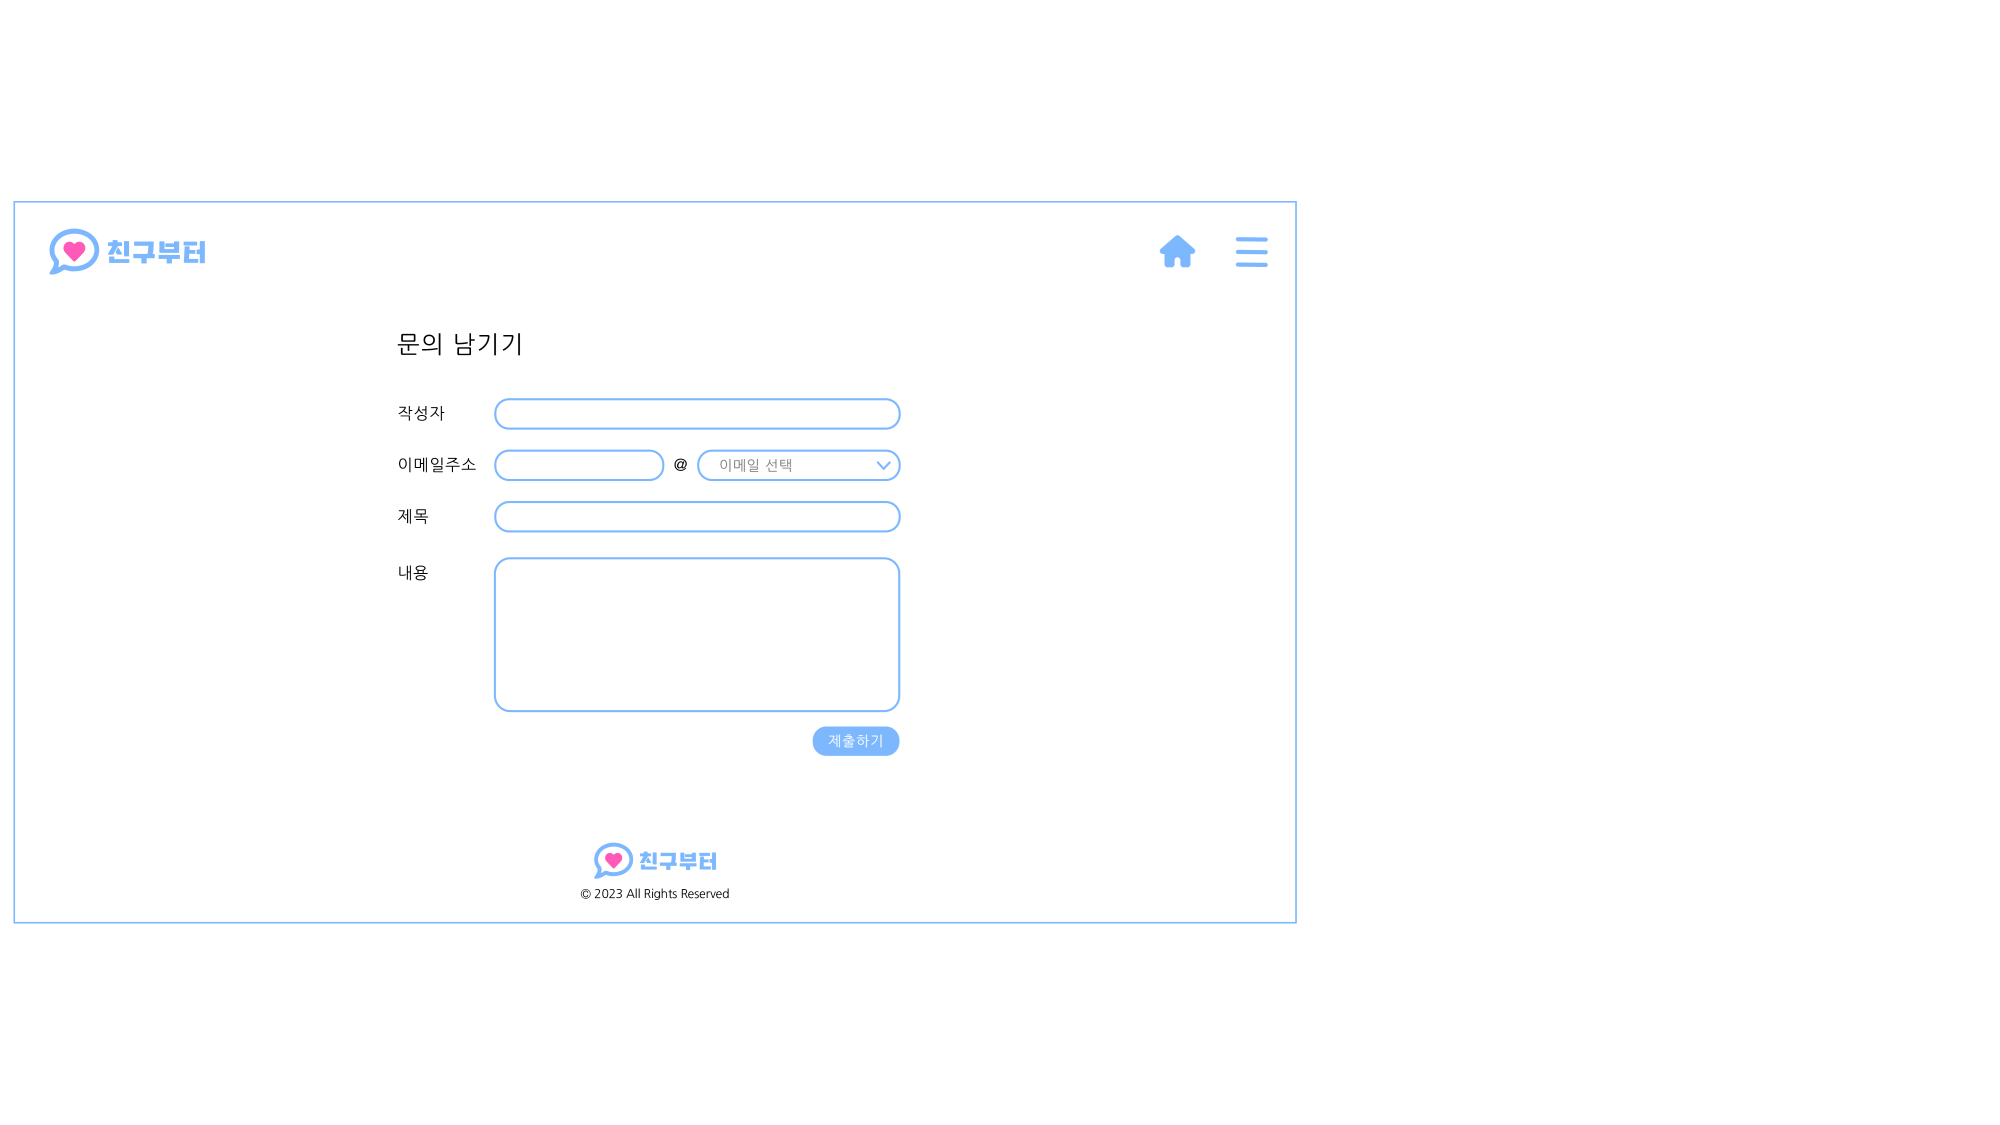 친구부터
문의 남기기
작성자
이메일주소 @ 이메일 선택
제목
내용
제출하기
친구부터
© 2023 All Rights Reserved